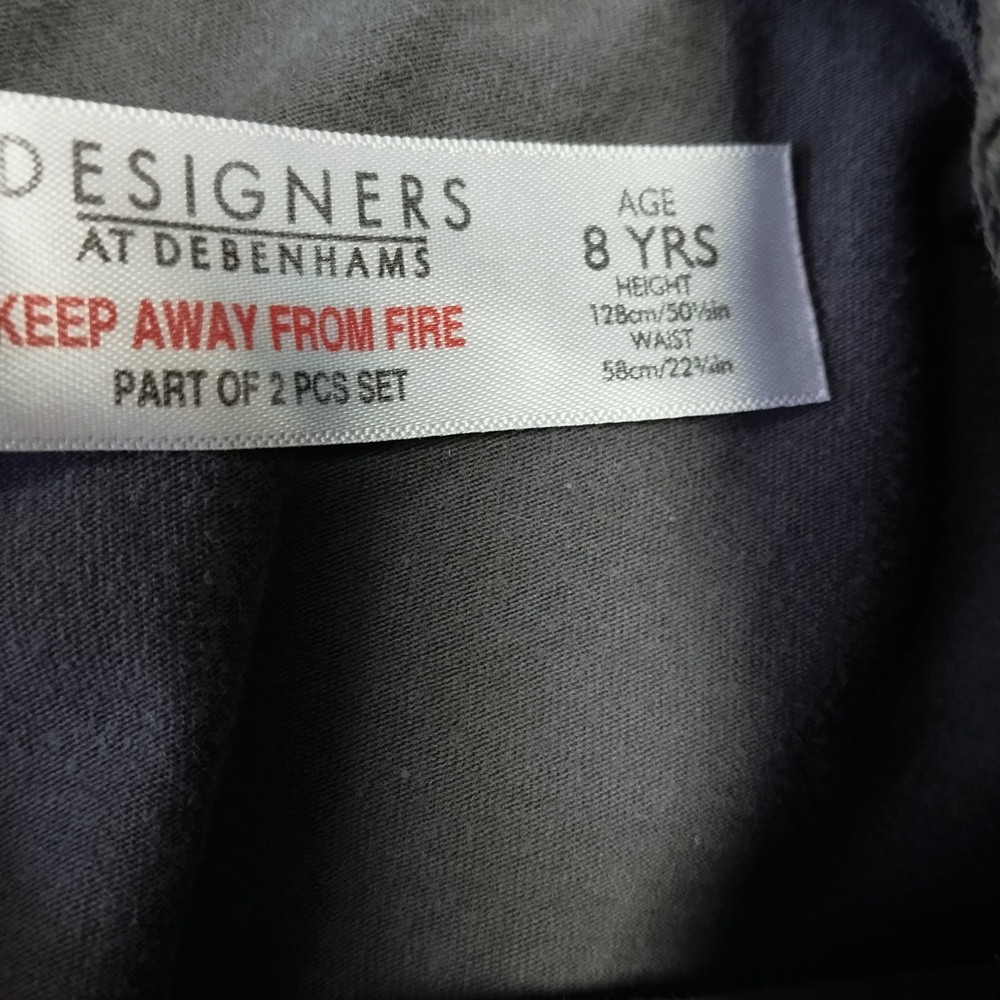 DESIGNERS
AT DEBENHAMS
KEEP AWAY FROM FIRE
PART OF 2 PCS SET
AGE
8 YRS
HEIGHT
128cm/50½in
WAIST
58cm/22¾in